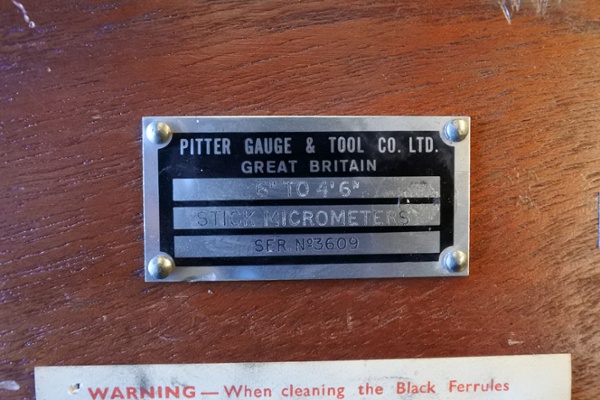 PITTER GAUGE & TOOL CO. LTD.
GREAT BRITAIN
6" TO 4' 6"
STICK MICROMETERS
SER Nº3609
WARNING — When cleaning the Black Ferrules